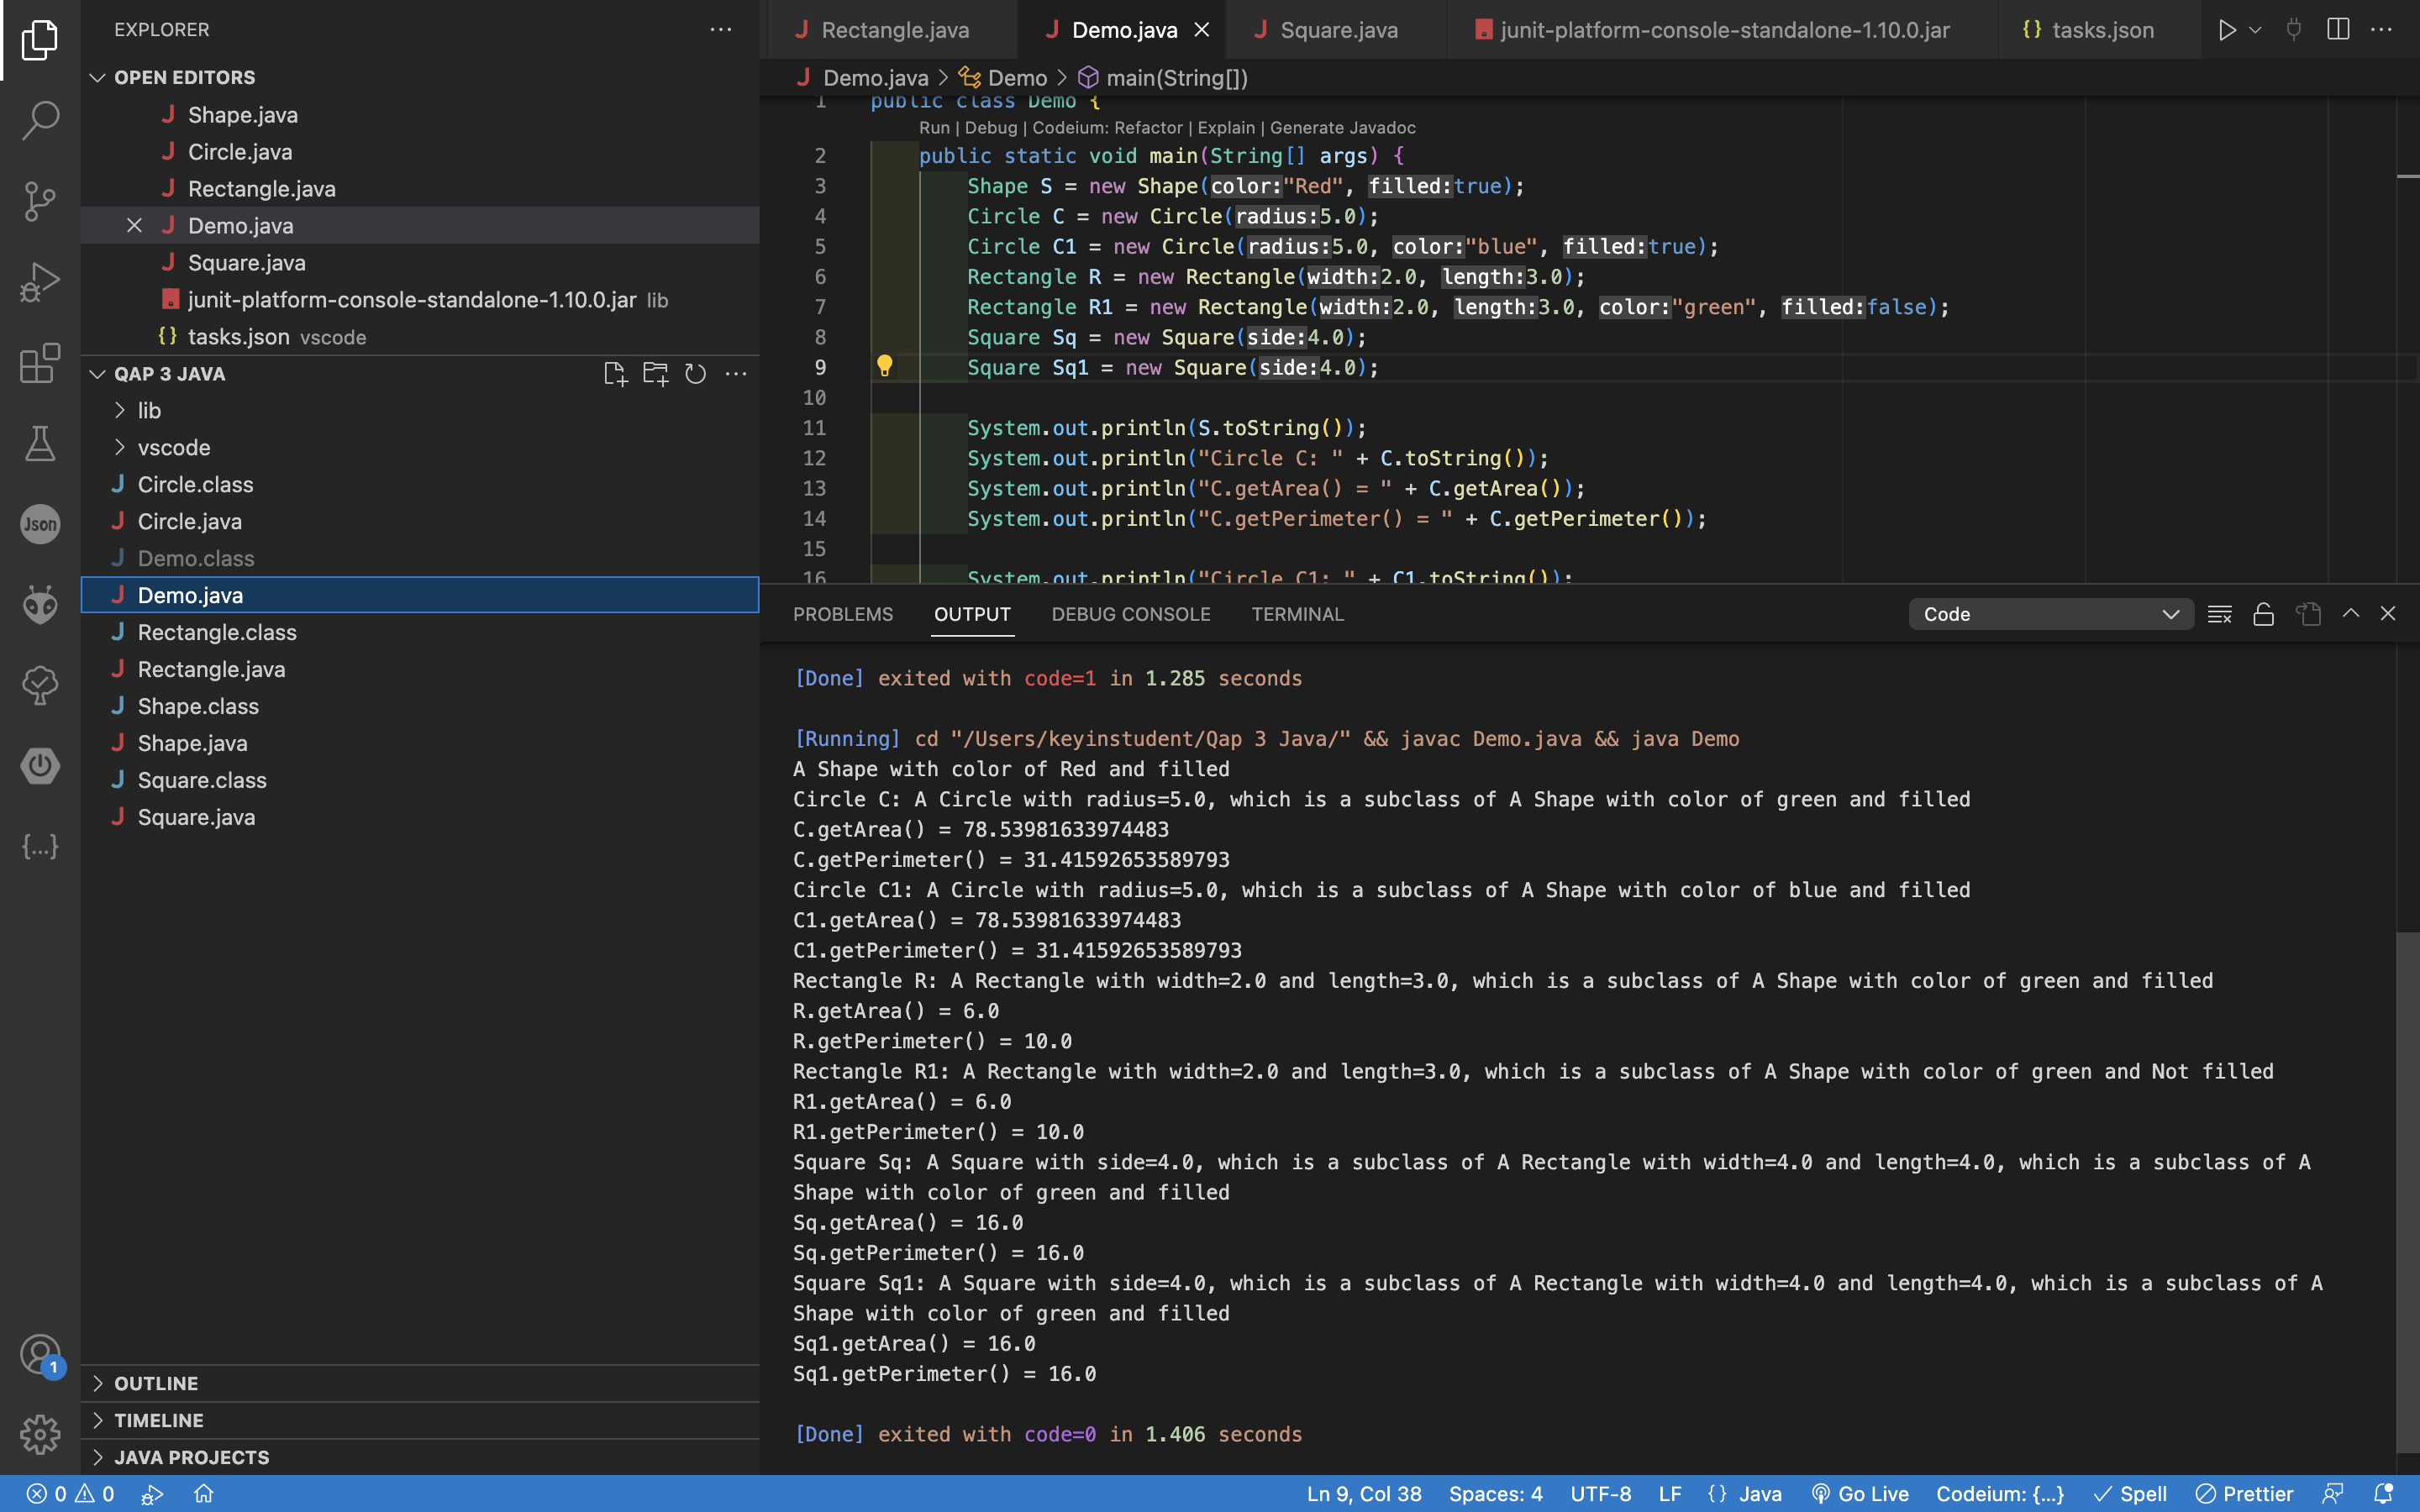 EXPLORER
OPEN EDITORS
Shape.java
Circle.java
Rectangle.java
Demo.java
Square.java
junit-platform-console-standalone-1.10.0.jar lib
tasks.json vscode
QAP 3 JAVA
lib
vscode
Circle.class
Circle.java
Demo.class
Demo.java
Rectangle.class
Rectangle.java
Shape.class
Shape.java
Square.class
Square.java
OUTLINE
TIMELINE
JAVA PROJECTS
Json
1
Rectangle.java Demo.java Square.java junit-platform-console-standalone-1.10.0.jar {} tasks.json
Demo.java > Demo > main(String[])
1 public class Demo {
Run | Debug | Codeium: Refactor | Explain | Generate Javadoc
2 public static void main(String[] args) {
3 Shape S = new Shape(color:"Red", filled:true);
4 Circle C = new Circle(radius:5.0);
5 Circle C1 = new Circle(radius:5.0, color:"blue", filled:true);
6 Rectangle R = new Rectangle(width:2.0, length:3.0);
7 Rectangle R1 = new Rectangle(width:2.0, length:3.0, color:"green", filled:false);
8 Square Sq = new Square(side:4.0);
9 Square Sq1 = new Square(side:4.0);
10
11 System.out.println(S.toString());
12 System.out.println("Circle C: " + C.toString());
13 System.out.println("C.getArea() = " + C.getArea());
14 System.out.println("C.getPerimeter() = " + C.getPerimeter());
15
16 System.out.println("Circle C1: " + C1.toString());
PROBLEMS OUTPUT DEBUG CONSOLE TERMINAL Code
[Done] exited with code=1 in 1.285 seconds
[Running] cd "/Users/keyinstudent/Qap 3 Java/" && javac Demo.java && java Demo
A Shape with color of Red and filled
Circle C: A Circle with radius=5.0, which is a subclass of A Shape with color of green and filled
C.getArea() = 78.53981633974483
C.getPerimeter() = 31.41592653589793
Circle C1: A Circle with radius=5.0, which is a subclass of A Shape with color of blue and filled
C1.getArea() = 78.53981633974483
C1.getPerimeter() = 31.41592653589793
Rectangle R: A Rectangle with width=2.0 and length=3.0, which is a subclass of A Shape with color of green and filled
R.getArea() = 6.0
R.getPerimeter() = 10.0
Rectangle R1: A Rectangle with width=2.0 and length=3.0, which is a subclass of A Shape with color of green and Not filled
R1.getArea() = 6.0
R1.getPerimeter() = 10.0
Square Sq: A Square with side=4.0, which is a subclass of A Rectangle with width=4.0 and length=4.0, which is a subclass of A
Shape with color of green and filled
Sq.getArea() = 16.0
Sq.getPerimeter() = 16.0
Square Sq1: A Square with side=4.0, which is a subclass of A Rectangle with width=4.0 and length=4.0, which is a subclass of A
Shape with color of green and filled
Sq1.getArea() = 16.0
Sq1.getPerimeter() = 16.0
[Done] exited with code=0 in 1.406 seconds
0 0 Ln 9, Col 38 Spaces: 4 UTF-8 LF {} Java Go Live Codeium: {...} Spell Prettier